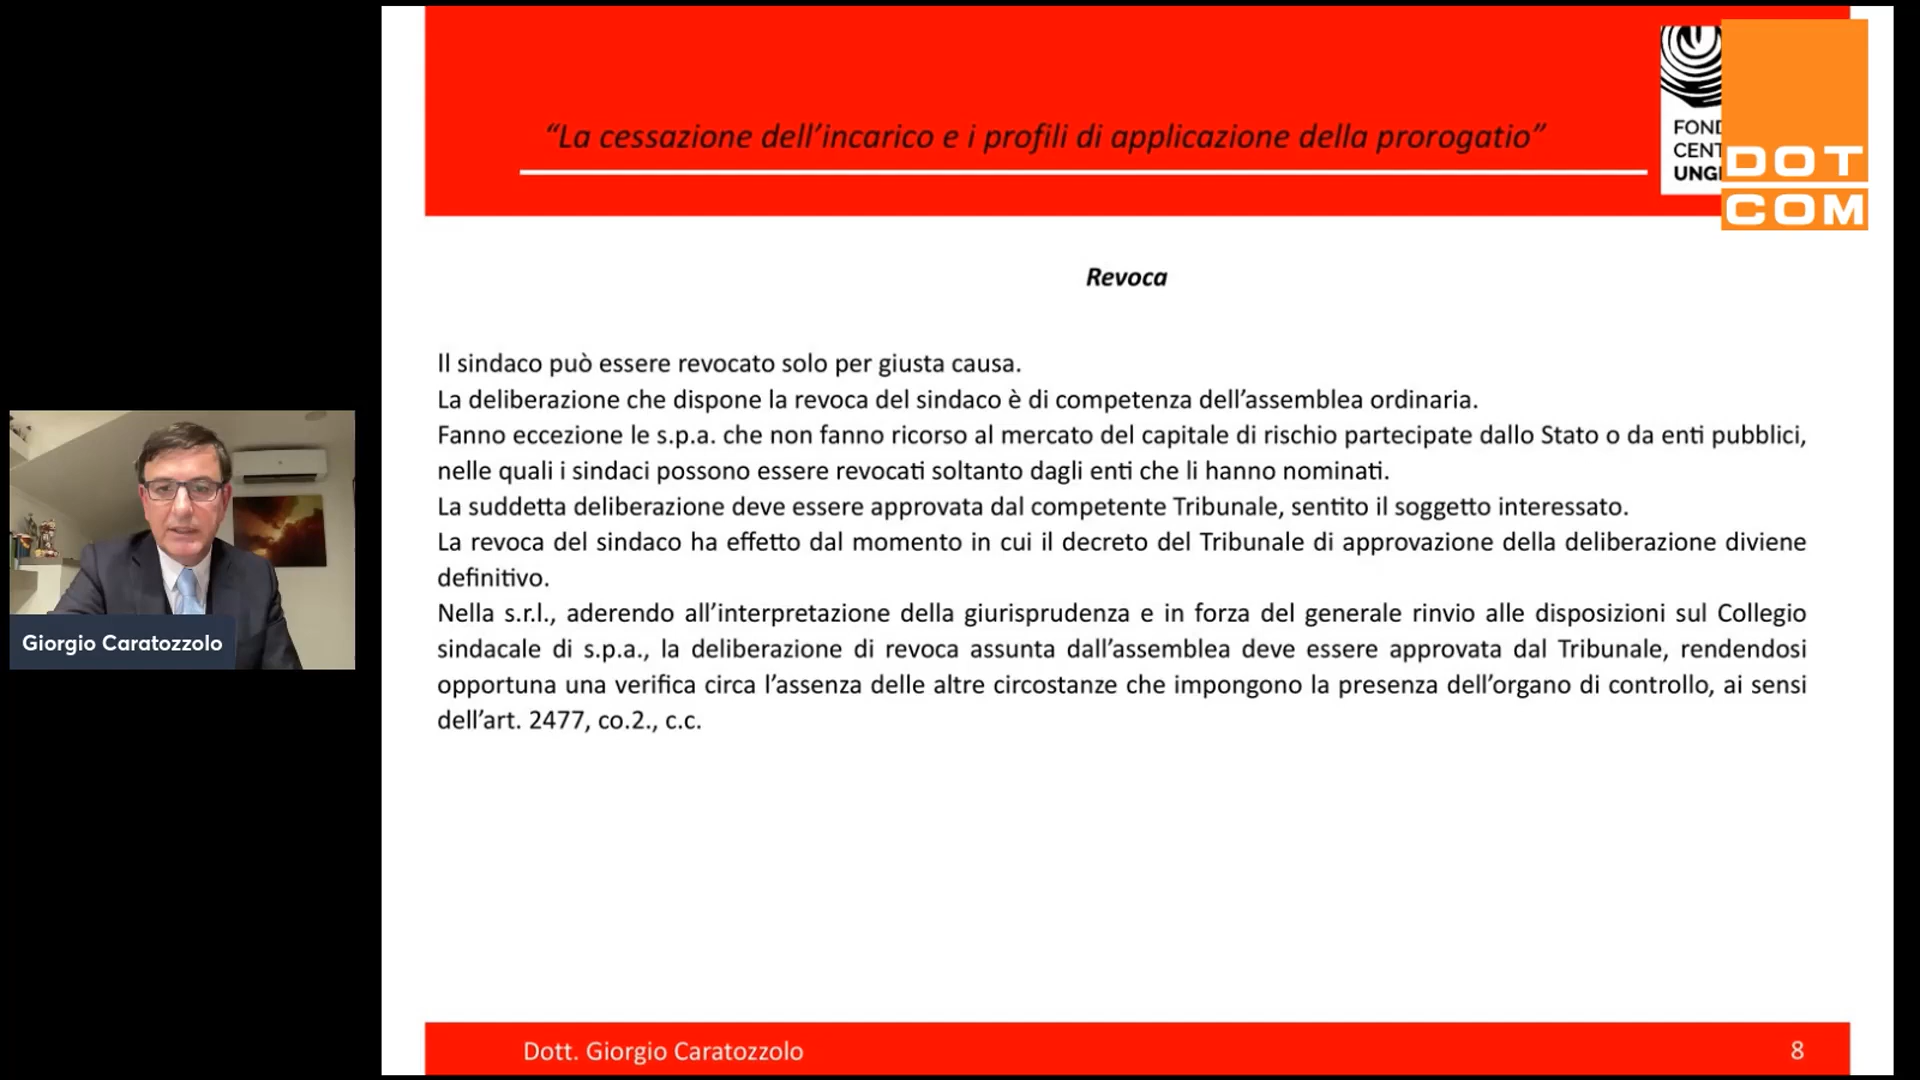 “La cessazione dell’incarico e i profili di applicazione della prorogatio”
DOT
COM
Revoca
Il sindaco può essere revocato solo per giusta causa.
La deliberazione che dispone la revoca del sindaco è di competenza dell’assemblea ordinaria.
Fanno eccezione le s.p.a. che non fanno ricorso al mercato del capitale di rischio partecipate dallo Stato o da enti pubblici,
nelle quali i sindaci possono essere revocati soltanto dagli enti che li hanno nominati.
La suddetta deliberazione deve essere approvata dal competente Tribunale, sentito il soggetto interessato.
La revoca del sindaco ha effetto dal momento in cui il decreto del Tribunale di approvazione della deliberazione diviene
definitivo.
Nella s.r.l., aderendo all’interpretazione della giurisprudenza e in forza del generale rinvio alle disposizioni sul Collegio
sindacale di s.p.a., la deliberazione di revoca assunta dall’assemblea deve essere approvata dal Tribunale, rendendosi
opportuna una verifica circa l’assenza delle altre circostanze che impongono la presenza dell’organo di controllo, ai sensi
dell’art. 2477, co.2., c.c.
Giorgio Caratozzolo
Dott. Giorgio Caratozzolo
8